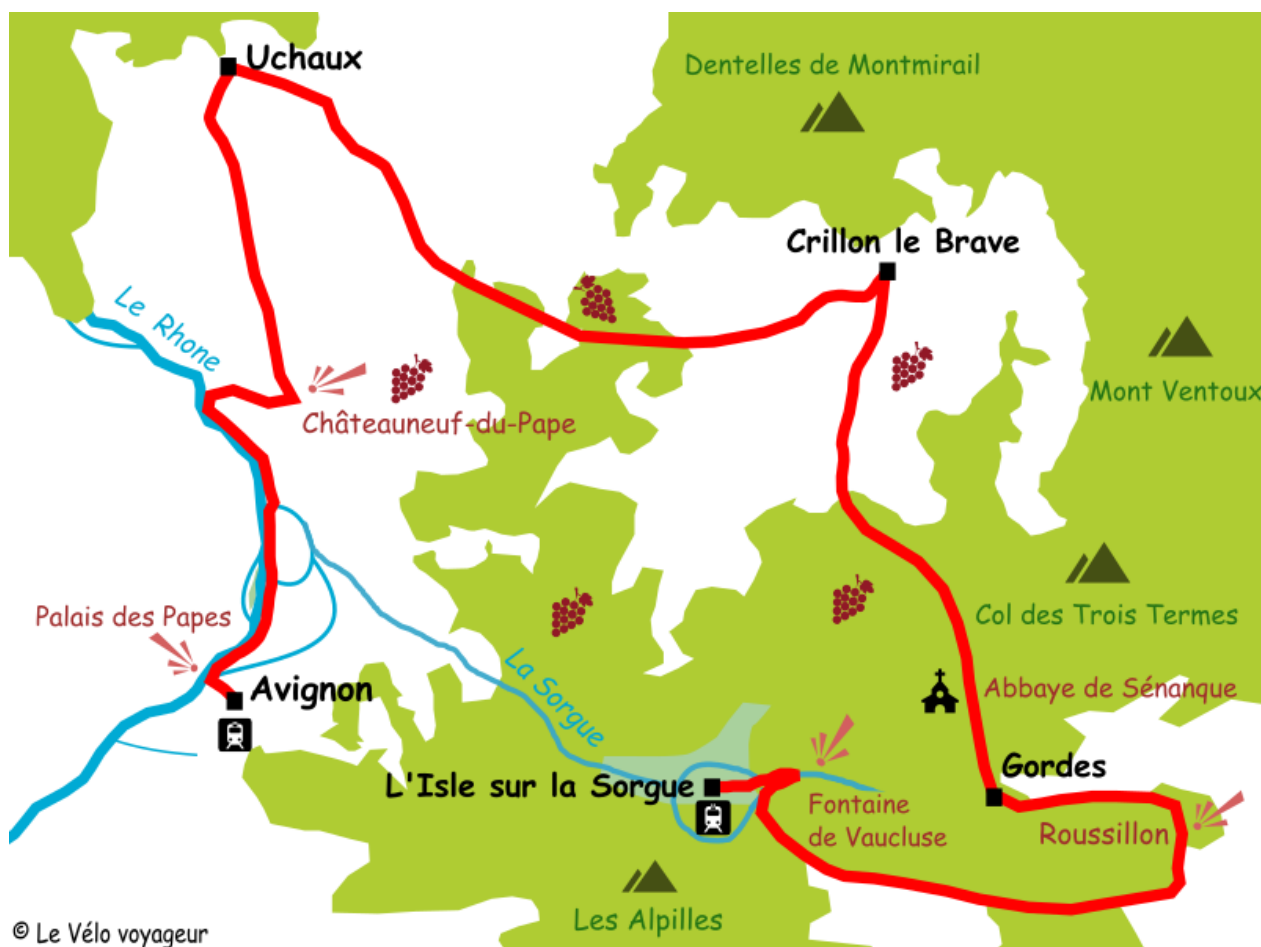 Uchaux
Dentelles de Montmirail
Crillon le Brave
Le Rhone
Mont Ventoux
Châteauneuf-du-Pape
Palais des Papes
Col des Trois Termes
La Sorgue
Avignon
Abbaye de Sénanque
L'Isle sur la Sorgue
Gordes
Fontaine
de Vaucluse
Roussillon
Les Alpilles
© Le Vélo voyageur